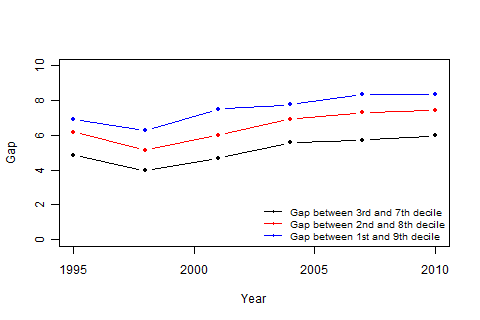 Gap
10
8
6
4
2
0
Gap between 3rd and 7th decile
Gap between 2nd and 8th decile
Gap between 1st and 9th decile
1995 2000 2005 2010
Year